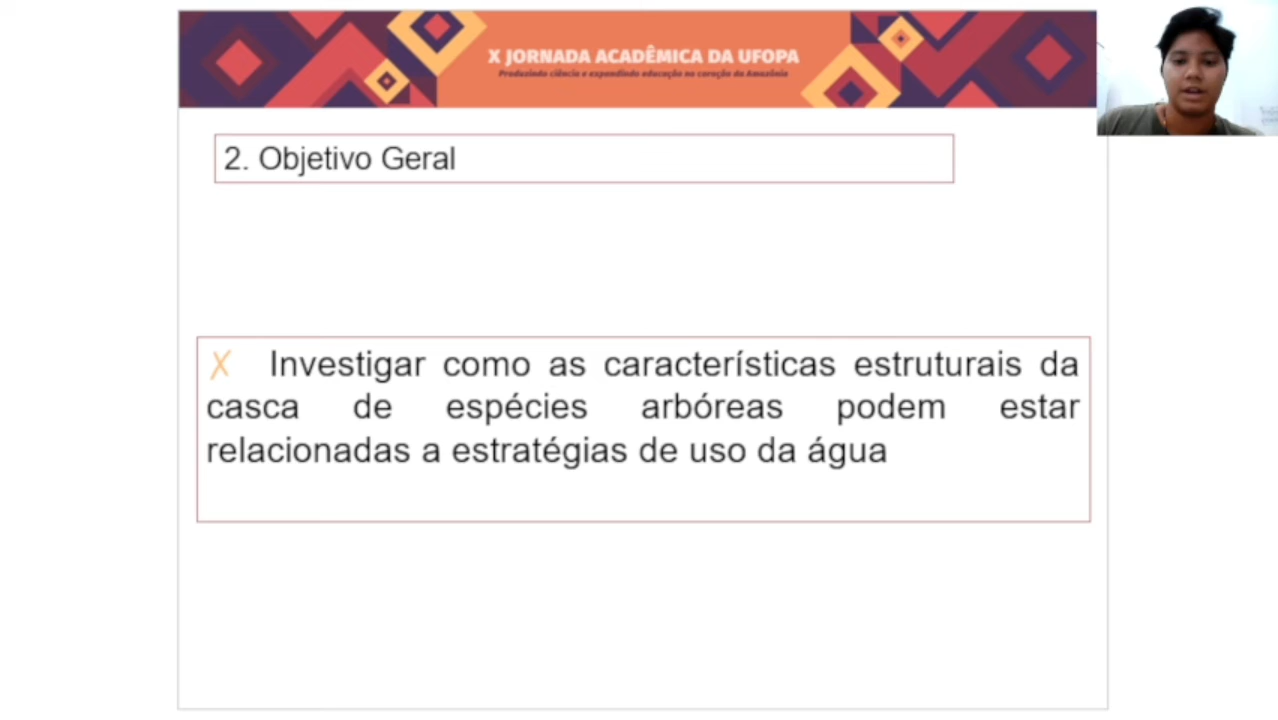 X JORNADA ACADÊMICA DA UFOPA
Produzindo ciência e expandindo educação no coração da Amazônia
2. Objetivo Geral
Investigar como as características estruturais da
casca de espécies arbóreas podem estar
relacionadas a estratégias de uso da água